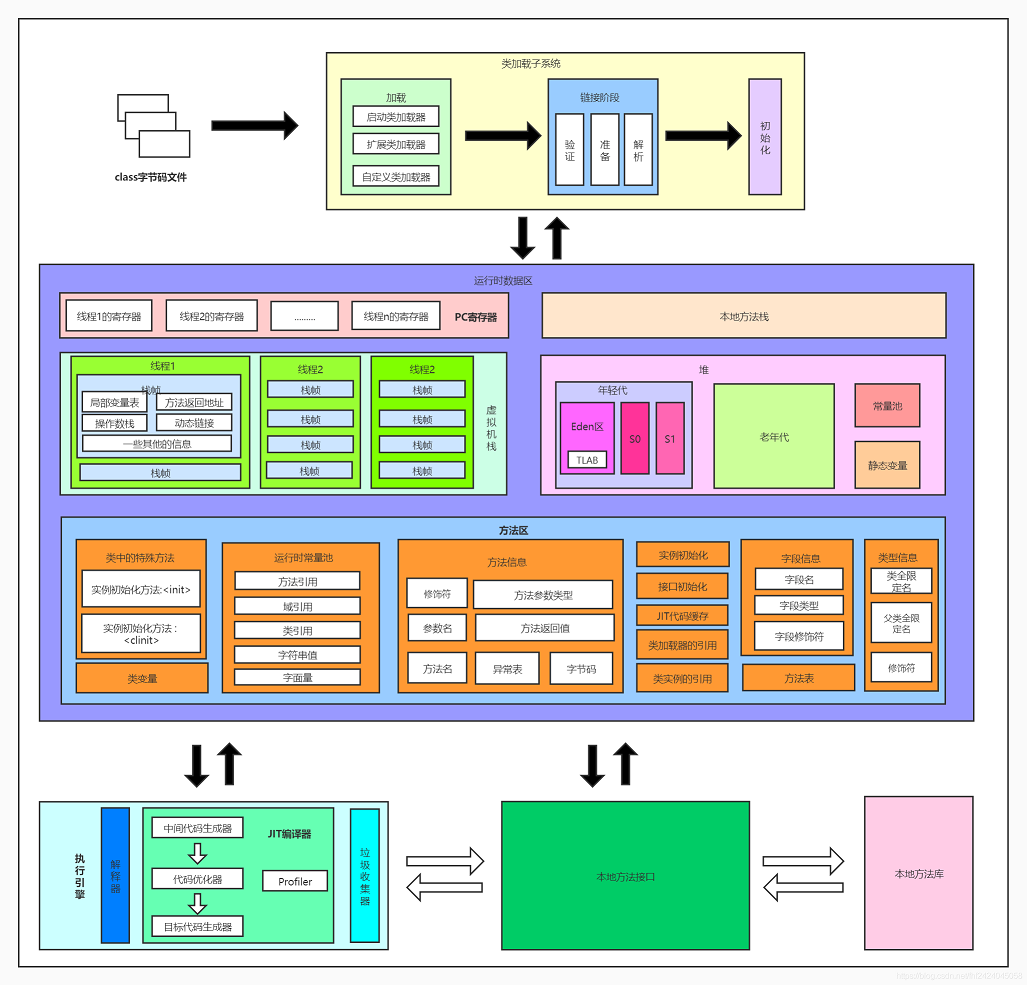 类加载子系统
加载
启动类加载器
扩展类加载器
自定义类加载器
链接阶段
验证
准备
解析
初始化
class字节码文件
运行时数据区
线程1的寄存器
线程2的寄存器
.........
线程n的寄存器
PC寄存器
本地方法栈
线程1
栈帧
局部变量表
方法返回地址
操作数栈
动态链接
一些其他的信息
栈帧
线程2
栈帧
栈帧
栈帧
栈帧
线程2
栈帧
栈帧
栈帧
栈帧
虚拟机栈
堆
年轻代
Eden区
TLAB
S0
S1
老年代
常量池
静态变量
方法区
类中的特殊方法
实例初始化方法:<init>
实例初始化方法：
<clinit>
类变量
运行时常量池
方法引用
域引用
类引用
字符串值
字面量
方法信息
修饰符
方法参数类型
参数名
方法返回值
方法名
异常表
字节码
实例初始化
接口初始化
JIT代码缓存
类加载器的引用
类实例的引用
字段信息
字段名
字段类型
字段修饰符
方法表
类型信息
类全限
定名
父类全限
定名
修饰符
执行引擎
解释器
中间代码生成器
JIT编译器
代码优化器
Profiler
目标代码生成器
垃圾收集器
本地方法接口
本地方法库